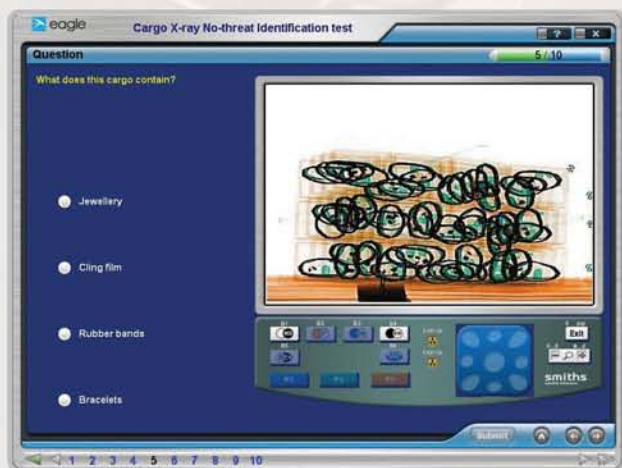 eagle
Cargo X-ray No-threat Identification test
Question
5 / 10
What does this cargo contain?
Jewellery
Cling film
Rubber bands
Bracelets
Exit
smiths
Submit
1 2 3 4 5 6 7 8 9 10